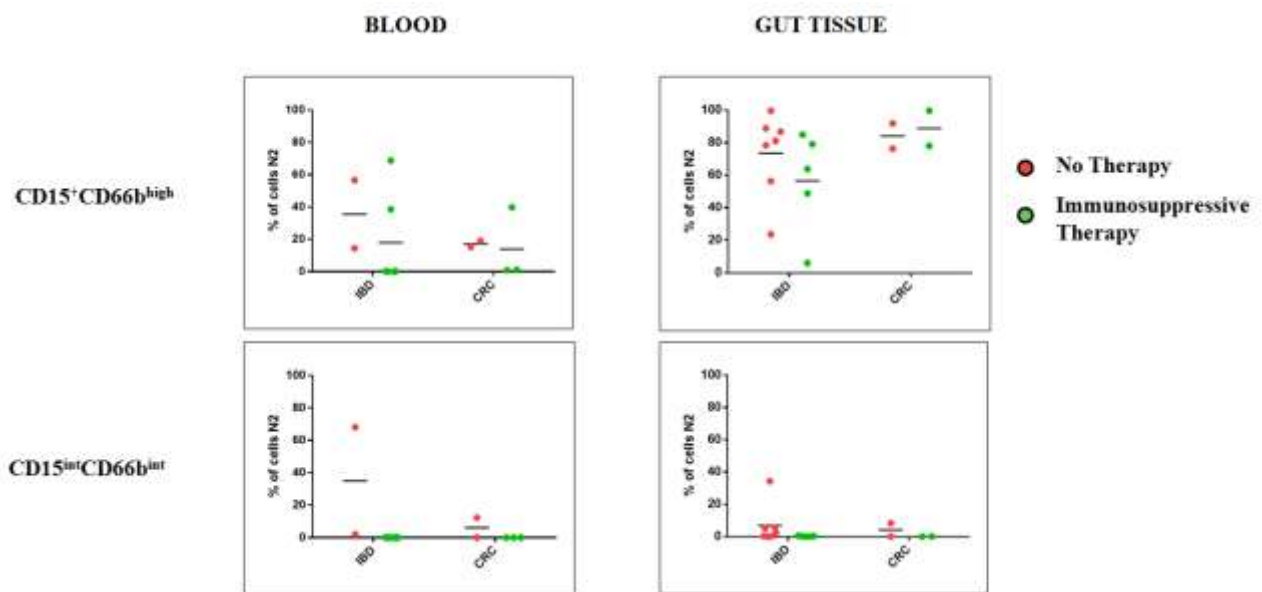 BLOOD
GUT TISSUE
CD15⁺CD66bʰⁱᵍʰ
% of cells N2
100
80
60
40
20
0
IBD
CRC
% of cells N2
100
80
60
40
20
0
IBD
CRC
No Therapy
Immunosuppressive
Therapy
CD15ⁱⁿᵗCD66bⁱⁿᵗ
% of cells N2
100
80
60
40
20
0
IBD
CRC
% of cells N2
100
80
60
40
20
0
IBD
CRC